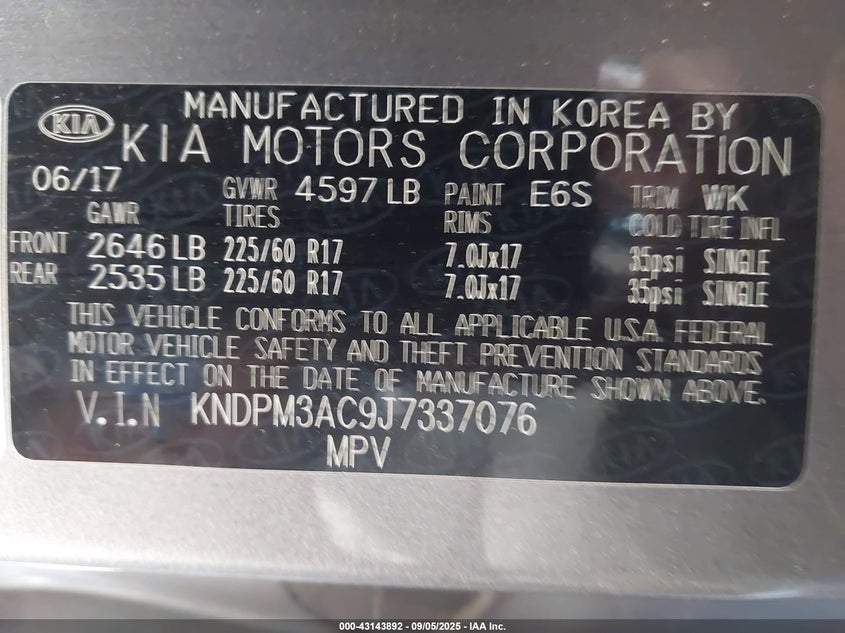 KIA
MANUFACTURED IN KOREA BY
KIA MOTORS CORPORATION
06/17 GVWR 4597 LB PAINT E6S TRIM WK
GAWR TIRES RIMS COLD TIRE INFL
FRONT 2646 LB 225/60 R17 7.0Jx17 35psi SINGLE
REAR 2535 LB 225/60 R17 7.0Jx17 35psi SINGLE
THIS VEHICLE CONFORMS TO ALL APPLICABLE U.S.A. FEDERAL
MOTOR VEHICLE SAFETY AND THEFT PREVENTION STANDARDS
IN EFFECT ON THE DATE OF MANUFACTURE SHOWN ABOVE.
V.I.N KNDPM3AC9J7337076
MPV
000-43143892 - 09/05/2025 - IAA Inc.